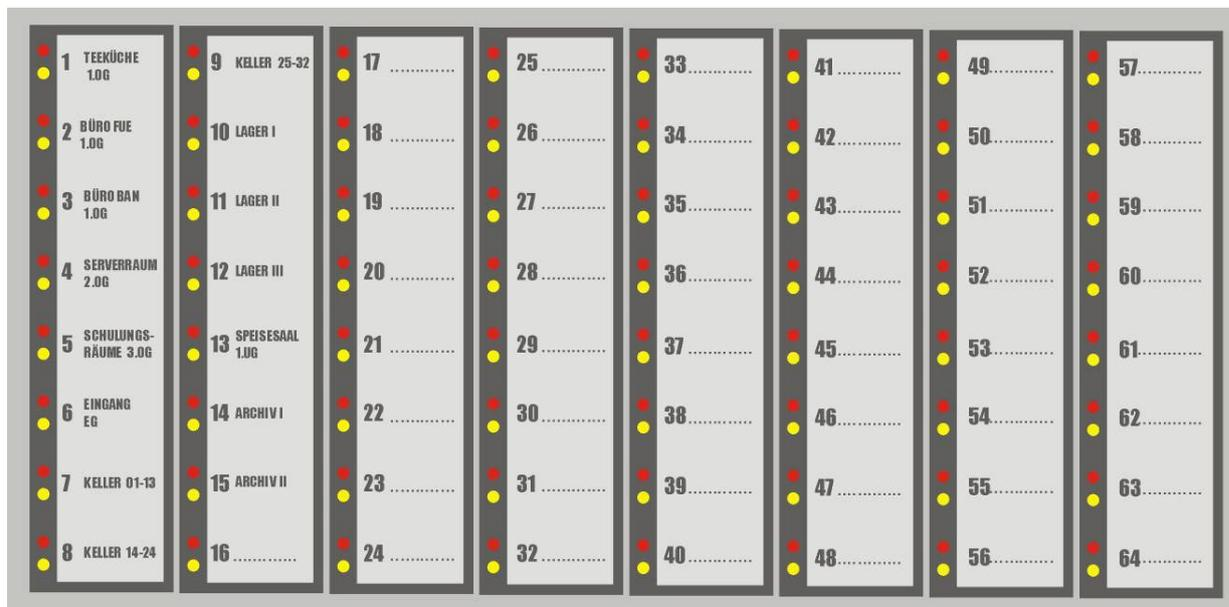 1 TEEKÜCHE
1.OG
2 BÜRO FUE
1.OG
3 BÜRO BAN
1.OG
4 SERVERRAUM
2.OG
5 SCHULUNGS-
RÄUME 3.OG
6 EINGANG
EG
7 KELLER 01-13
8 KELLER 14-24
9 KELLER 25-32
10 LAGER I
11 LAGER II
12 LAGER III
13 SPEISESAAL
1.UG
14 ARCHIV I
15 ARCHIV II
16 ............
17 ............
18 ............
19 ............
20 ............
21 ............
22 ............
23 ............
24 ............
25 ............
26 ............
27 ............
28 ............
29 ............
30 ............
31 ............
32 ............
33 ............
34 ............
35 ............
36 ............
37 ............
38 ............
39 ............
40 ............
41 ............
42 ............
43 ............
44 ............
45 ............
46 ............
47 ............
48 ............
49 ............
50 ............
51 ............
52 ............
53 ............
54 ............
55 ............
56 ............
57 ............
58 ............
59 ............
60 ............
61 ............
62 ............
63 ............
64 ............